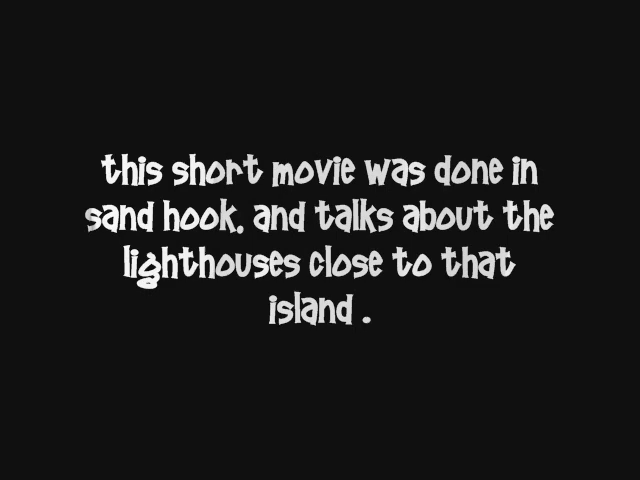 this short movie was done in
sand hook. and talks about the
lighthouses close to that
island .